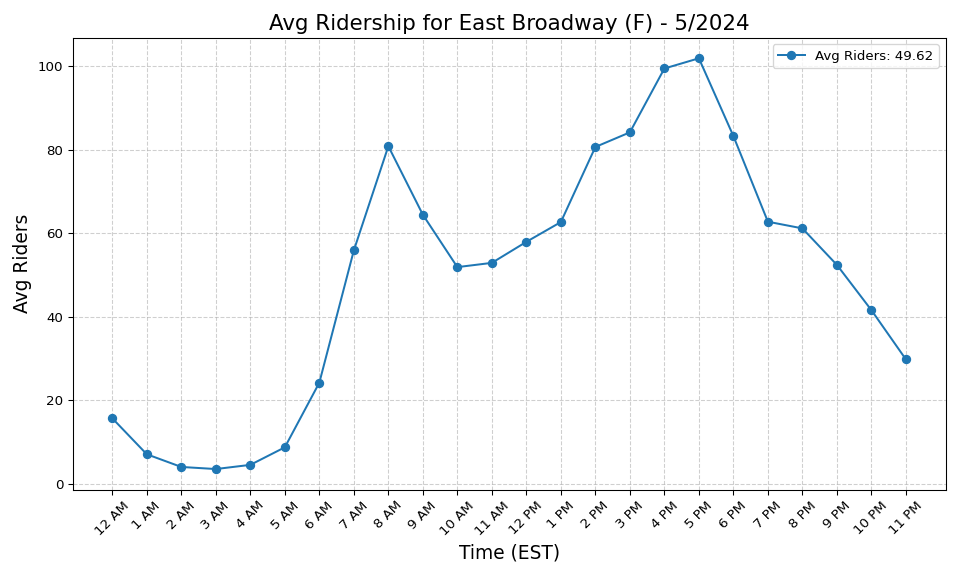 Avg Ridership for East Broadway (F) - 5/2024
Avg Riders: 49.62
Avg Riders
100
80
60
40
20
0
12 AM
1 AM
2 AM
3 AM
4 AM
5 AM
6 AM
7 AM
8 AM
9 AM
10 AM
11 AM
12 PM
1 PM
2 PM
3 PM
4 PM
5 PM
6 PM
7 PM
8 PM
9 PM
10 PM
11 PM
Time (EST)